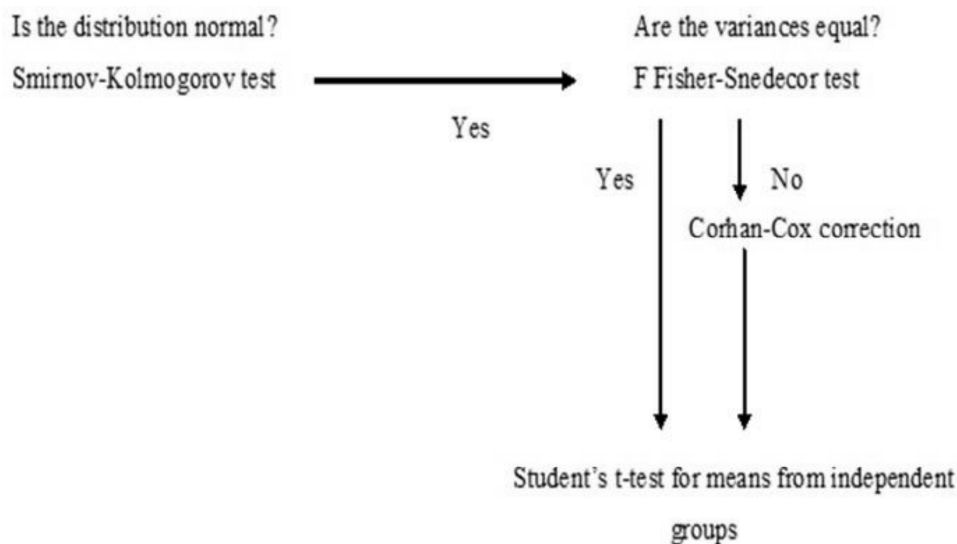 Is the distribution normal?
Smirnov-Kolmogorov test
Yes
Are the variances equal?
F Fisher-Snedecor test
Yes
No
Corhan-Cox correction
Student's t-test for means from independent
groups